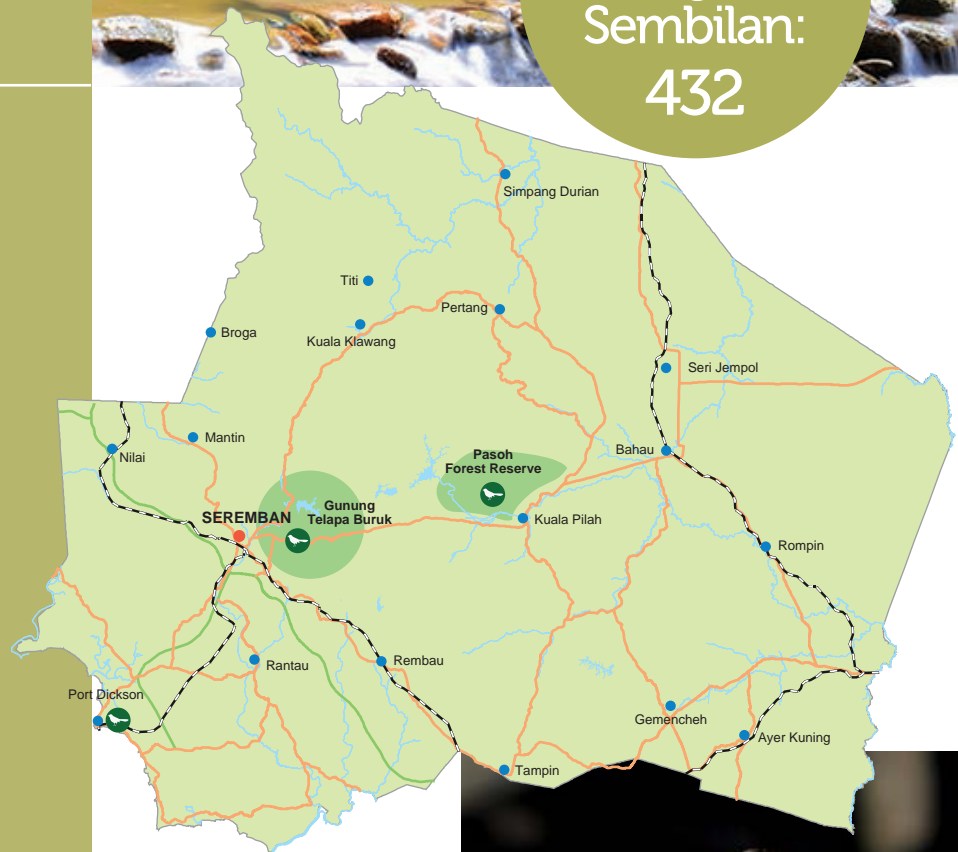 Sembilan:
432
Simpang Durian
Titi
Pertang
Broga
Kuala Klawang
Seri Jempol
Mantin
Nilai
Bahau
Pasoh
Forest Reserve
SEREMBAN
Gunung
Telapa Buruk
Kuala Pilah
Rompin
Rantau
Rembau
Port Dickson
Gemencheh
Ayer Kuning
Tampin